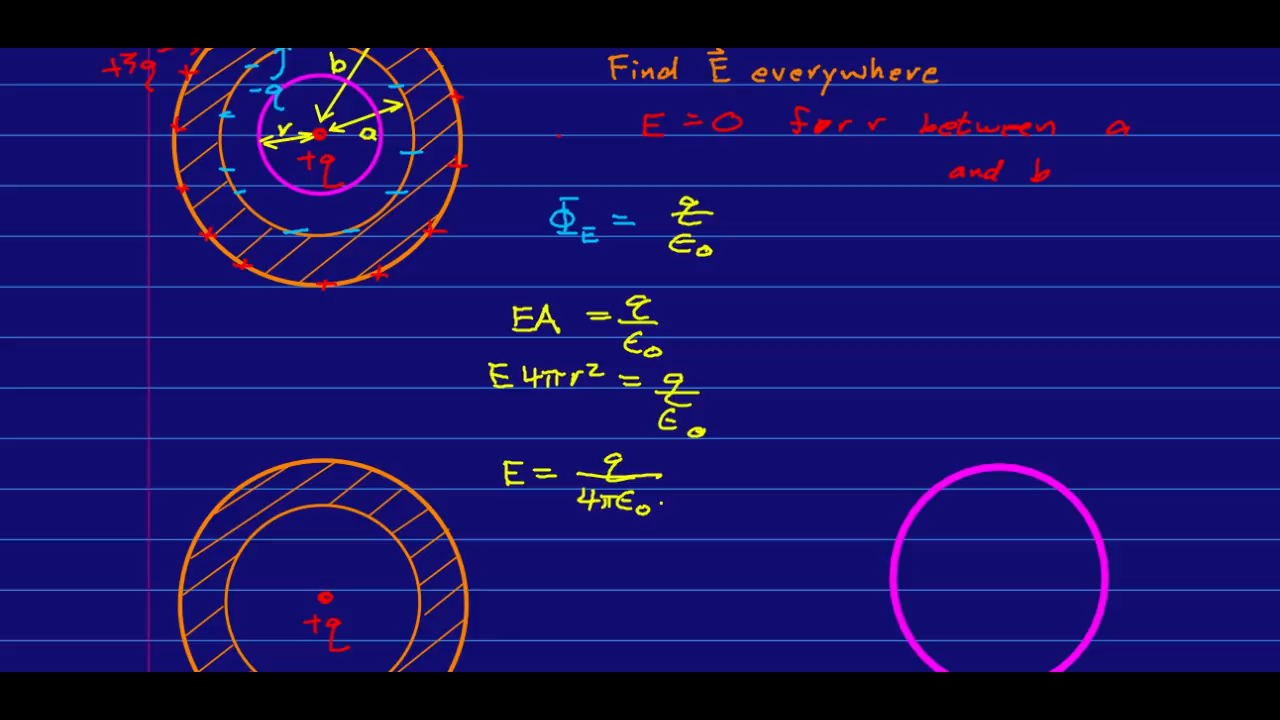 Find E⃗ everywhere
+3q
b
-q
E = 0 for r between a
and b
r
a
+q
Φ_E = q/ε₀
EA = q/ε₀
E 4πr² = q/ε₀
E = q/4πε₀
+q